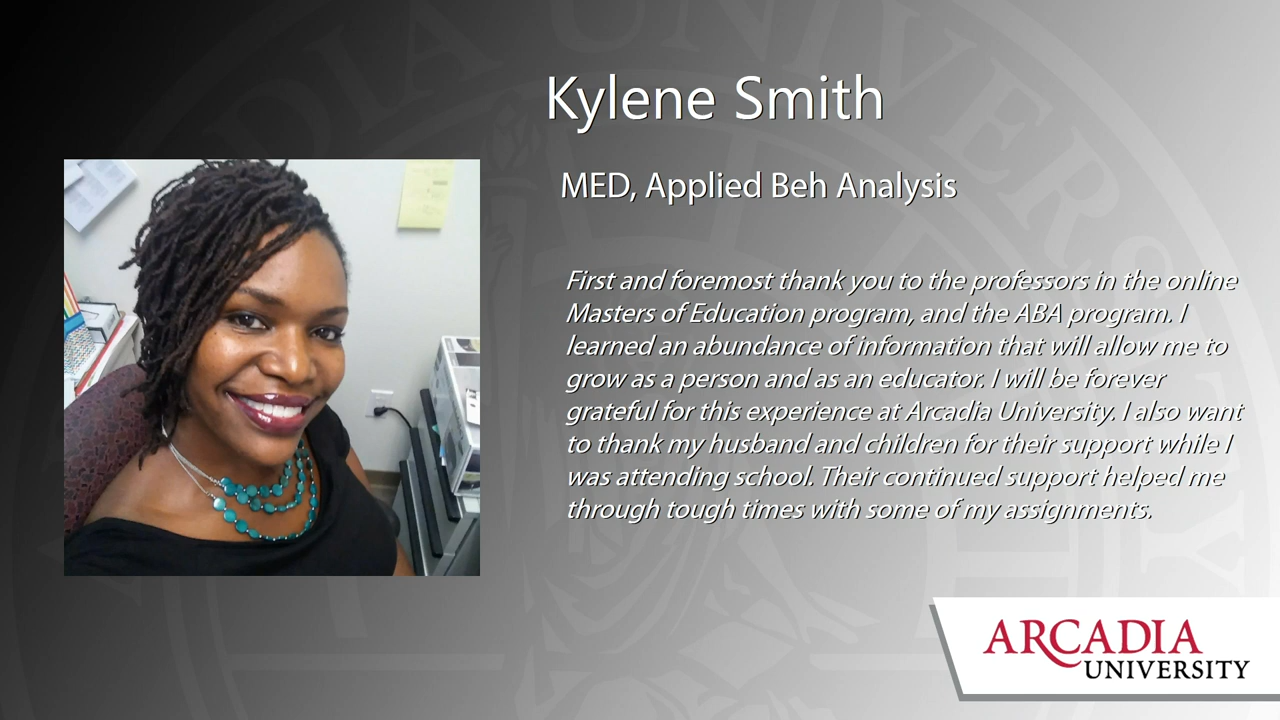 Kylene Smith
MED, Applied Beh Analysis
First and foremost thank you to the professors in the online
Masters of Education program, and the ABA program. I
learned an abundance of information that will allow me to
grow as a person and as an educator. I will be forever
grateful for this experience at Arcadia University. I also want
to thank my husband and children for their support while I
was attending school. Their continued support helped me
through tough times with some of my assignments.
ARCADIA
UNIVERSITY